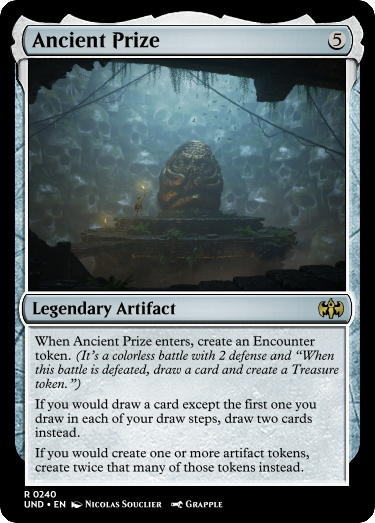 Ancient Prize 5
Legendary Artifact
When Ancient Prize enters, create an Encounter
token. (It's a colorless battle with 2 defense and “When
this battle is defeated, draw a card and create a Treasure
token.”)
If you would draw a card except the first one you
draw in each of your draw steps, draw two cards
instead.
If you would create one or more artifact tokens,
create twice that many of those tokens instead.
R 0240
UND • EN Nicolas Souclier Grapple